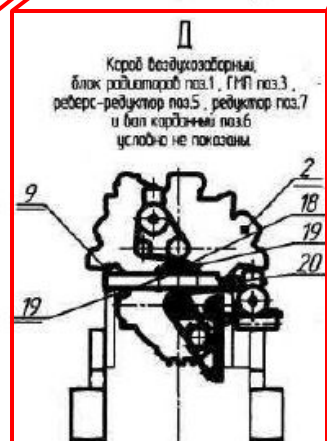 Д
Короб воздухозаборный,
блок радиаторов поз.1, ГМП поз.3,
реверс-редуктор поз.5, редуктор поз.7
и вал карданный поз.6
условно не показаны.
2
9
18
19
20
19